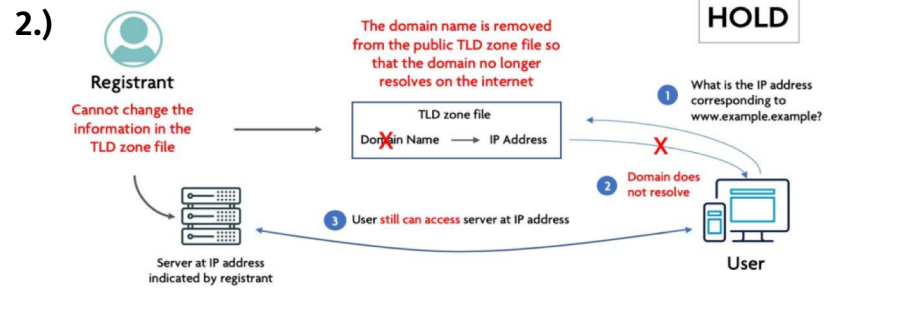 2.)
HOLD
Registrant
Cannot change the
information in the
TLD zone file
The domain name is removed
from the public TLD zone file so
that the domain no longer
resolves on the internet
TLD zone file
Domain Name
IP Address
1
What is the IP address
corresponding to
www.example.example?
X
2
Domain does
not resolve
3
User still can access server at IP address
Server at IP address
indicated by registrant
User